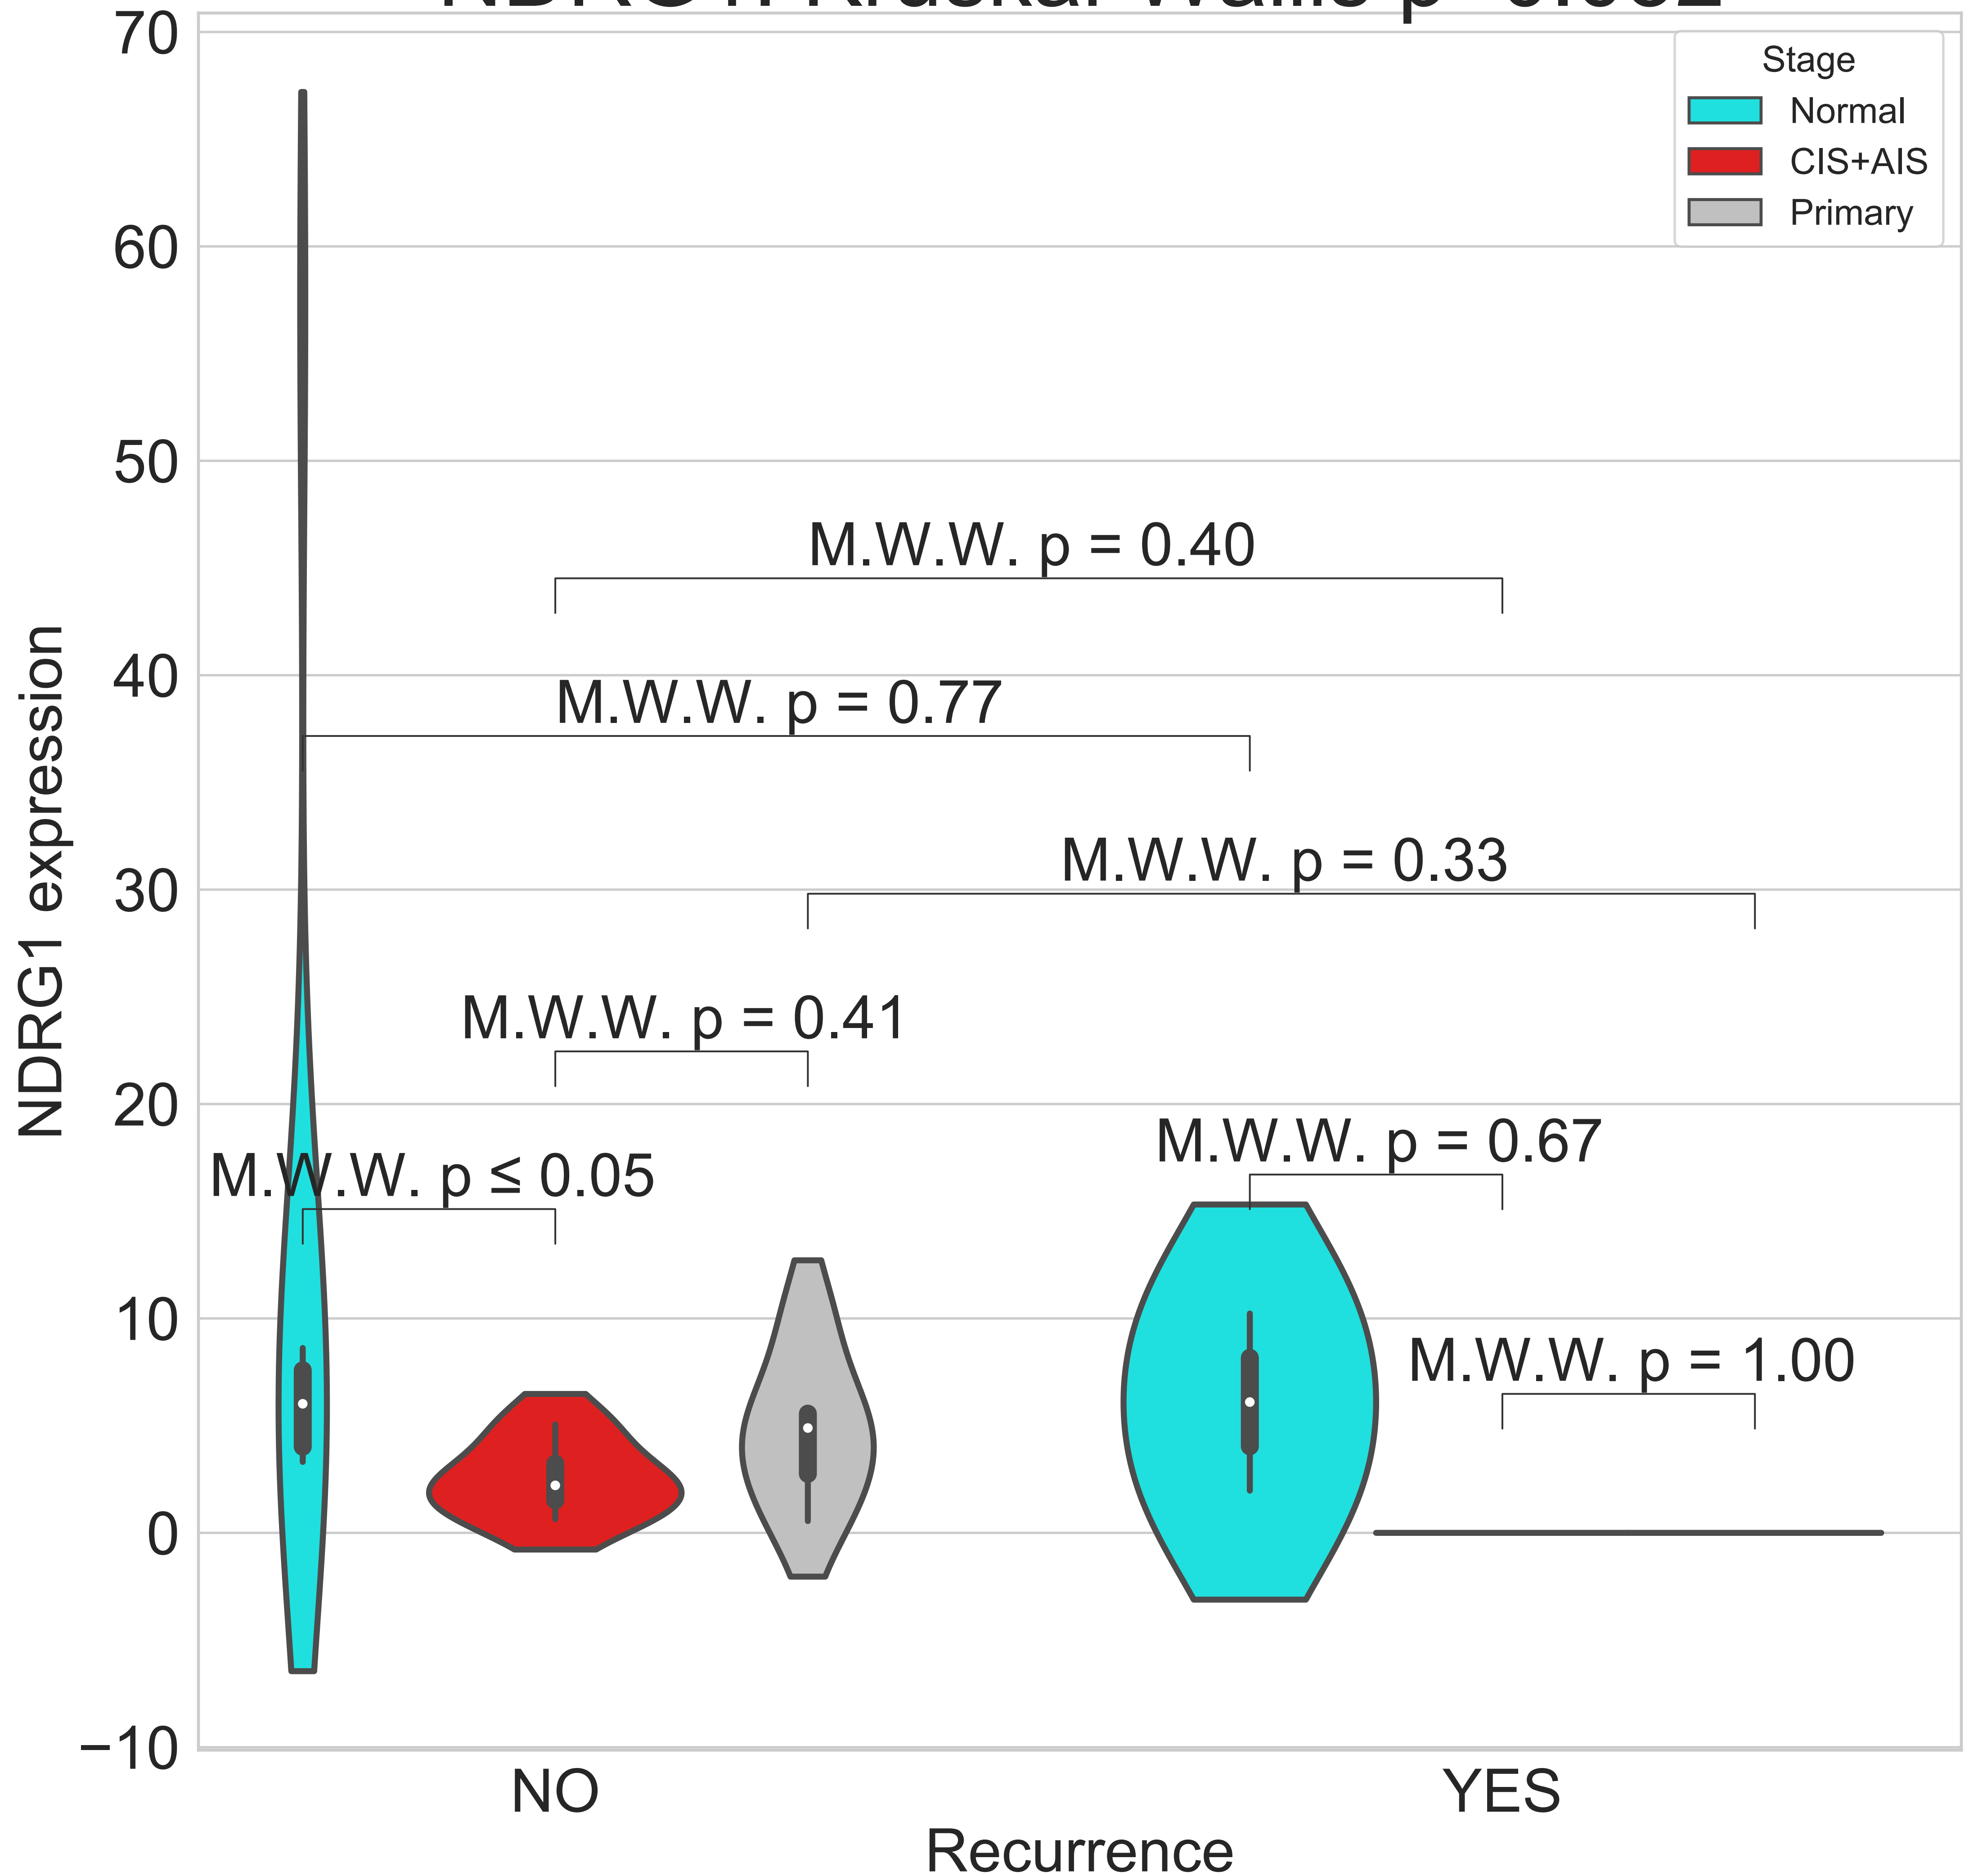 70
Stage
Normal
CIS+AIS
Primary
60
50
M.W.W. p = 0.40
40
M.W.W. p = 0.77
30
M.W.W. p = 0.33
M.W.W. p = 0.41
20
M.W.W. p = 0.67
M.W.W. p ≤ 0.05
10
M.W.W. p = 1.00
0
−10
NDRG1 expression
NO
YES
Recurrence